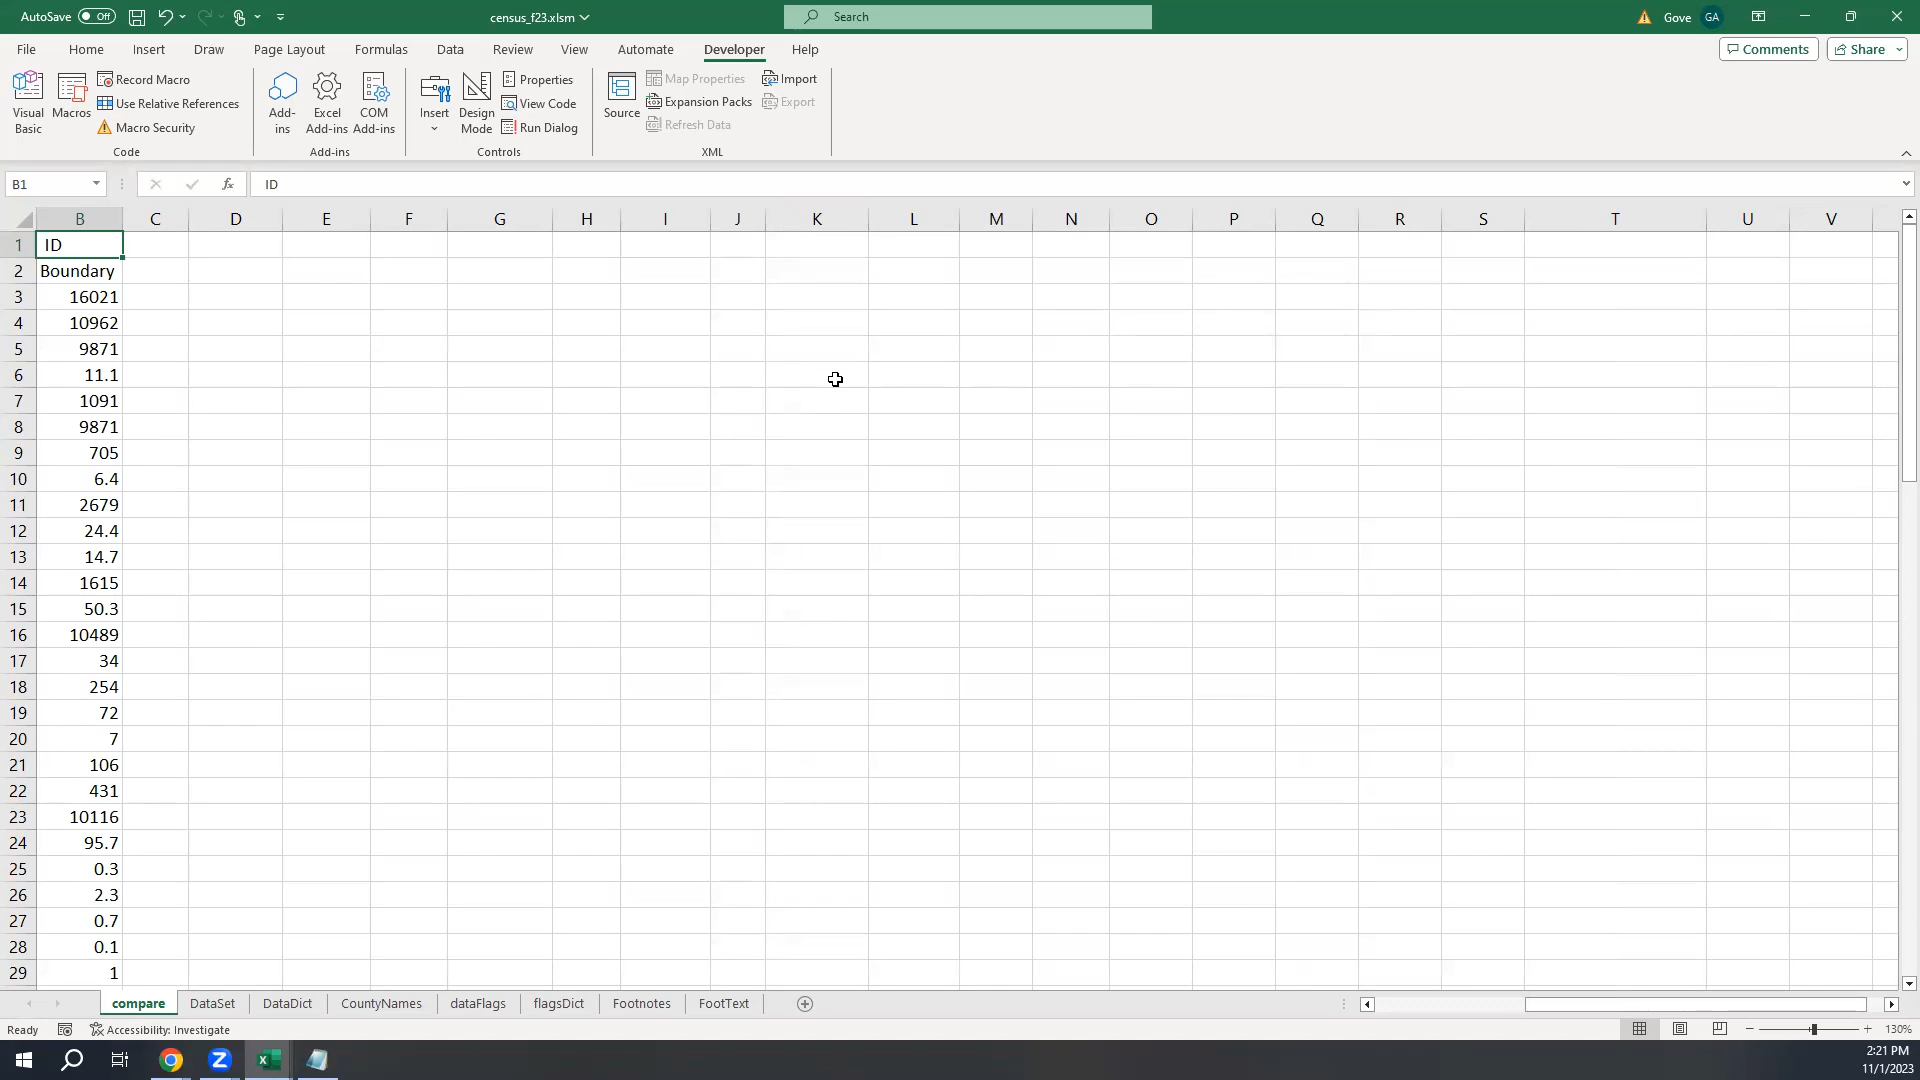 AutoSave Off census_f23.xlsm Search Gove GA
File Home Insert Draw Page Layout Formulas Data Review View Automate Developer Help Comments Share
Visual Basic
Macros
Record Macro
Use Relative References
Macro Security
Code
Add-ins
Excel Add-ins
COM Add-ins
Add-ins
Insert
Design Mode
Properties
View Code
Run Dialog
Controls
Source
Map Properties
Expansion Packs
Refresh Data
Import
Export
XML
B1 fx ID
B C D E F G H I J K L M N O P Q R S T U V
1 ID
2 Boundary
3 16021
4 10962
5 9871
6 11.1
7 1091
8 9871
9 705
10 6.4
11 2679
12 24.4
13 14.7
14 1615
15 50.3
16 10489
17 34
18 254
19 72
20 7
21 106
22 431
23 10116
24 95.7
25 0.3
26 2.3
27 0.7
28 0.1
29 1
compare DataSet DataDict CountyNames dataFlags flagsDict Footnotes FootText
Ready Accessibility: Investigate 130%
2:21 PM
11/1/2023